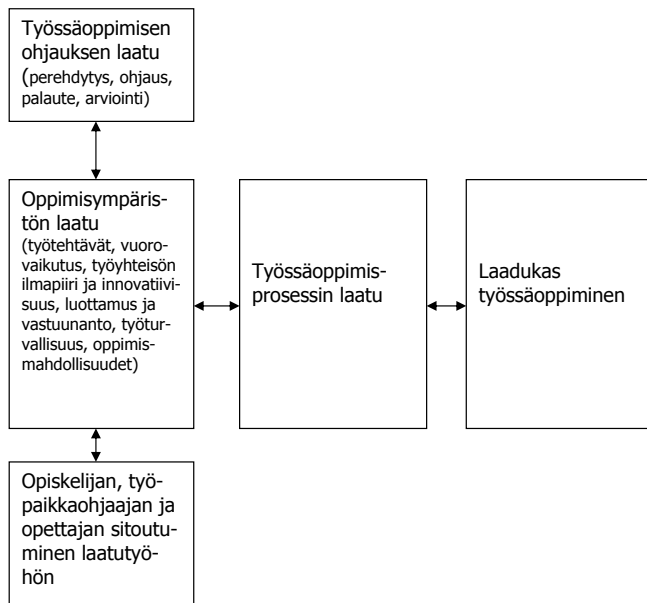 Työssäoppimisen
ohjauksen laatu
(perehdytys, ohjaus,
palaute, arviointi)
Oppimisympäris-
tön laatu
(työtehtävät, vuoro-
vaikutus, työyhteisön
ilmapiiri ja innovatiivi-
suus, luottamus ja
vastuunanto, työtur-
vallisuus, oppimis-
mahdollisuudet)
Työssäoppimis-
prosessin laatu
Laadukas
työssäoppiminen
Opiskelijan, työ-
paikkaohjaajan ja
opettajan sitoutu-
minen laatutyö-
hön